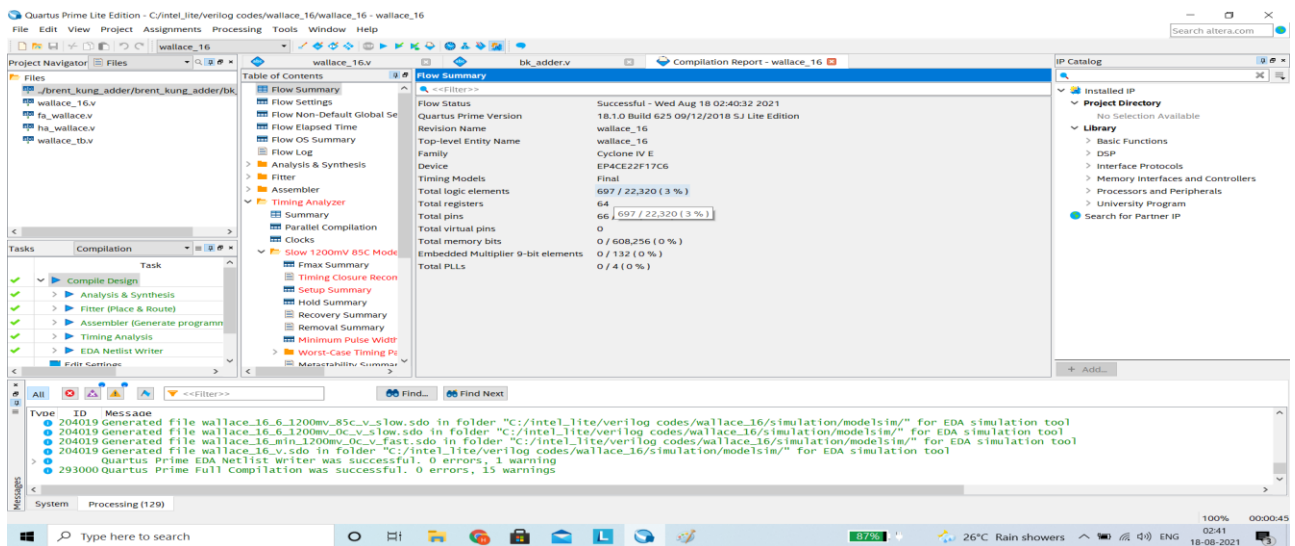 Quartus Prime Lite Edition - C:/intel_lite/verilog codes/wallace_16/wallace_16 - wallace_16
File Edit View Project Assignments Processing Tools Window Help
Search altera.com
wallace_16
Project Navigator Files
Files
../brent_kung_adder/brent_kung_adder/bk_
wallace_16.v
fa_wallace.v
ha_wallace.v
wallace_tb.v
Tasks Compilation
Task
Compile Design
Analysis & Synthesis
Fitter (Place & Route)
Assembler (Generate programm
Timing Analysis
EDA Netlist Writer
Edit Settings
wallace_16.v
bk_adder.v
Compilation Report - wallace_16
Table of Contents
Flow Summary
Flow Settings
Flow Non-Default Global Se
Flow Elapsed Time
Flow OS Summary
Flow Log
Analysis & Synthesis
Fitter
Assembler
Timing Analyzer
Summary
Parallel Compilation
Clocks
Slow 1200mV 85C Mode
Fmax Summary
Timing Closure Recon
Setup Summary
Hold Summary
Recovery Summary
Removal Summary
Minimum Pulse Width
Worst-Case Timing Pa
Metastability Summar
Flow Summary
<<Filter>>
Flow Status Successful - Wed Aug 18 02:40:32 2021
Quartus Prime Version 18.1.0 Build 625 09/12/2018 SJ Lite Edition
Revision Name wallace_16
Top-level Entity Name wallace_16
Family Cyclone IV E
Device EP4CE22F17C6
Timing Models Final
Total logic elements 697 / 22,320 ( 3 % )
Total registers 64
Total pins 66
697 / 22,320 ( 3 % )
Total virtual pins 0
Total memory bits 0 / 608,256 ( 0 % )
Embedded Multiplier 9-bit elements 0 / 132 ( 0 % )
Total PLLs 0 / 4 ( 0 % )
IP Catalog
Installed IP
Project Directory
No Selection Available
Library
Basic Functions
DSP
Interface Protocols
Memory Interfaces and Controllers
Processors and Peripherals
University Program
Search for Partner IP
+ Add...
All <<Filter>> Find... Find Next
Type ID Message
204019 Generated file wallace_16_6_1200mv_85c_v_slow.sdo in folder "C:/intel_lite/verilog codes/wallace_16/simulation/modelsim/" for EDA simulation tool
204019 Generated file wallace_16_6_1200mv_0c_v_slow.sdo in folder "C:/intel_lite/verilog codes/wallace_16/simulation/modelsim/" for EDA simulation tool
204019 Generated file wallace_16_min_1200mv_0c_v_fast.sdo in folder "C:/intel_lite/verilog codes/wallace_16/simulation/modelsim/" for EDA simulation tool
204019 Generated file wallace_16_v.sdo in folder "C:/intel_lite/verilog codes/wallace_16/simulation/modelsim/" for EDA simulation tool
Quartus Prime EDA Netlist Writer was successful. 0 errors, 1 warning
293000 Quartus Prime Full Compilation was successful. 0 errors, 15 warnings
Messages
System Processing (129)
100% 00:00:45
Type here to search
L
87%
26°C Rain showers
ENG
02:41
18-08-2021
3